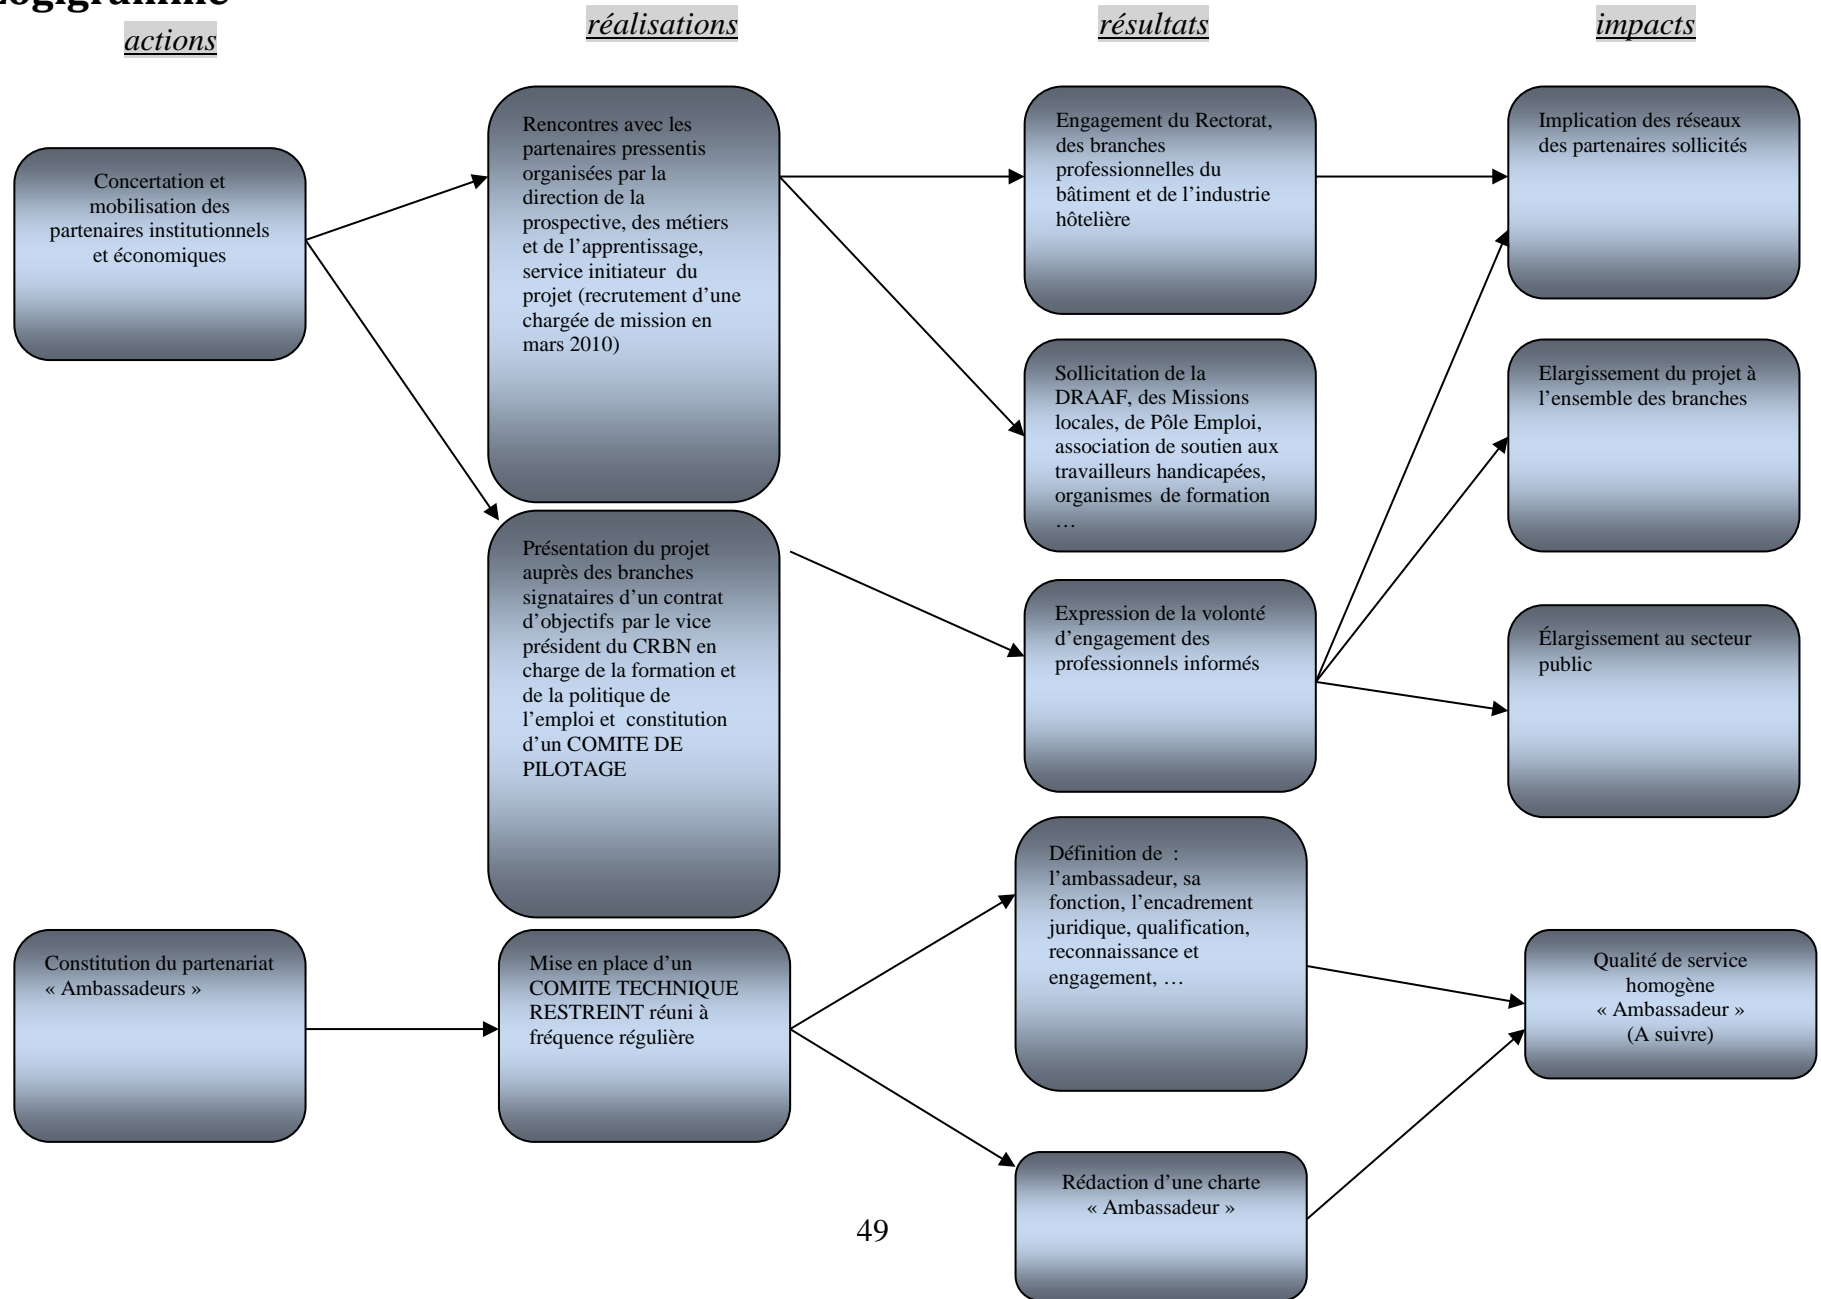 Logigramme
actions
réalisations
résultats
impacts
Concertation et
mobilisation des
partenaires institutionnels
et économiques
Rencontres avec les
partenaires pressentis
organisées par la
direction de la
prospective, des métiers
et de l’apprentissage,
service initiateur du
projet (recrutement d’une
chargée de mission en
mars 2010)
Engagement du Rectorat,
des branches
professionnelles du
bâtiment et de l’industrie
hôtelière
Implication des réseaux
des partenaires sollicités
Sollicitation de la
DRAAF, des Missions
locales, de Pôle Emploi,
association de soutien aux
travailleurs handicapées,
organismes de formation
…
Elargissement du projet à
l’ensemble des branches
Présentation du projet
auprès des branches
signataires d’un contrat
d’objectifs par le vice
président du CRBN en
charge de la formation et
de la politique de
l’emploi et constitution
d’un COMITE DE
PILOTAGE
Expression de la volonté
d’engagement des
professionnels informés
Élargissement au secteur
public
Constitution du partenariat
« Ambassadeurs »
Mise en place d’un
COMITE TECHNIQUE
RESTREINT réuni à
fréquence régulière
Définition de :
l’ambassadeur, sa
fonction, l’encadrement
juridique, qualification,
reconnaissance et
engagement, …
Qualité de service
homogène
« Ambassadeur »
(A suivre)
Rédaction d’une charte
« Ambassadeur »
49